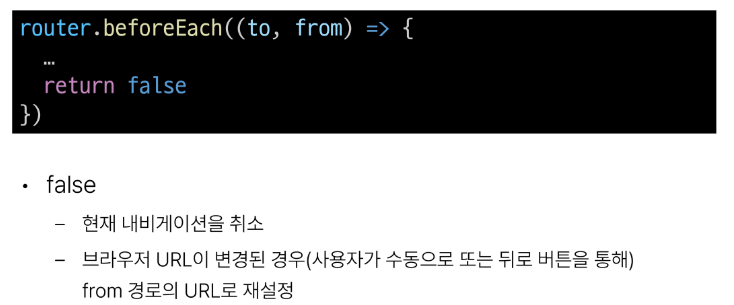 router.beforeEach((to, from) => {
…
return false
})
• false
– 현재 내비게이션을 취소
– 브라우저 URL이 변경된 경우(사용자가 수동으로 또는 뒤로 버튼을 통해)
from 경로의 URL로 재설정